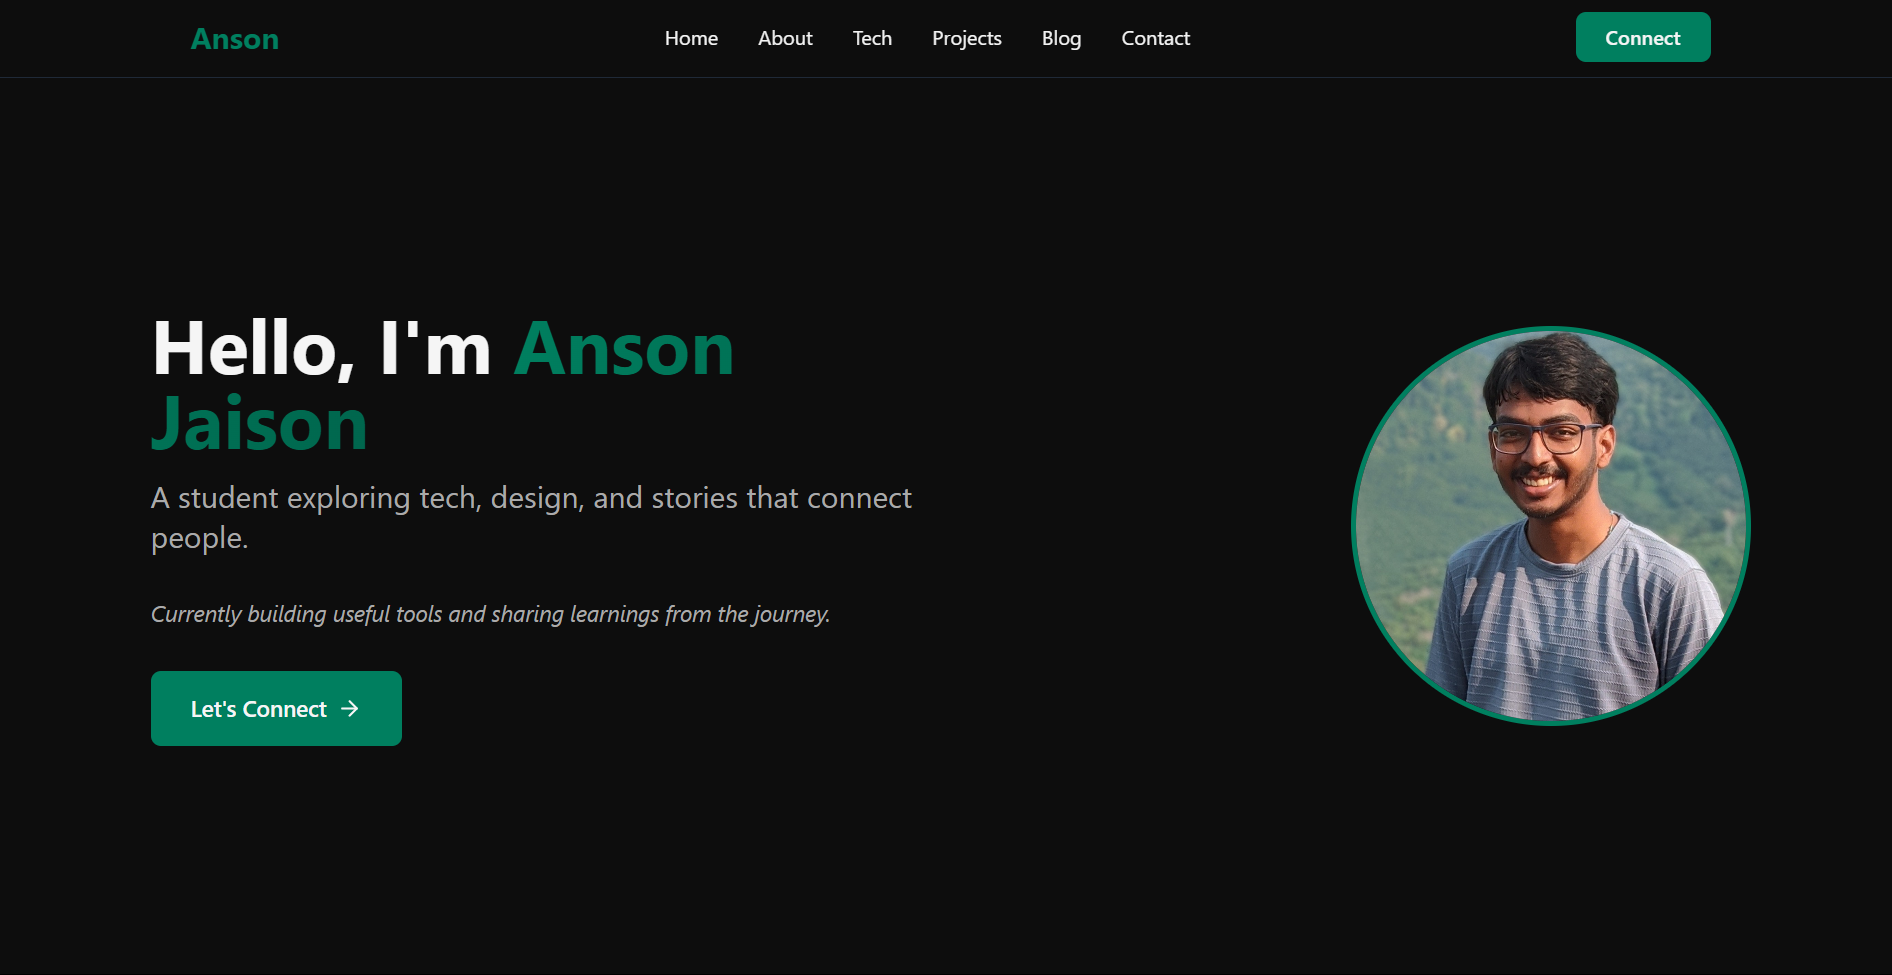 Anson
Home
About
Tech
Projects
Blog
Contact
Connect
Hello, I'm Anson
Jaison
A student exploring tech, design, and stories that connect
people.
Currently building useful tools and sharing learnings from the journey.
Let's Connect →